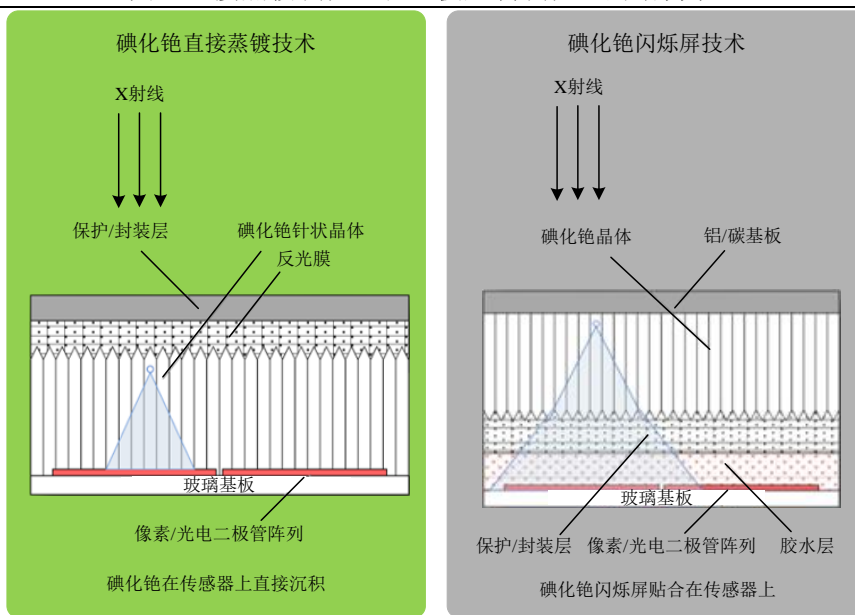 碘化铯直接蒸镀技术
X射线
保护/封装层
碘化铯针状晶体
反光膜
玻璃基板
像素/光电二极管阵列
碘化铯在传感器上直接沉积
碘化铯闪烁屏技术
X射线
碘化铯晶体
铝/碳基板
玻璃基板
保护/封装层
像素/光电二极管阵列
胶水层
碘化铯闪烁屏贴合在传感器上